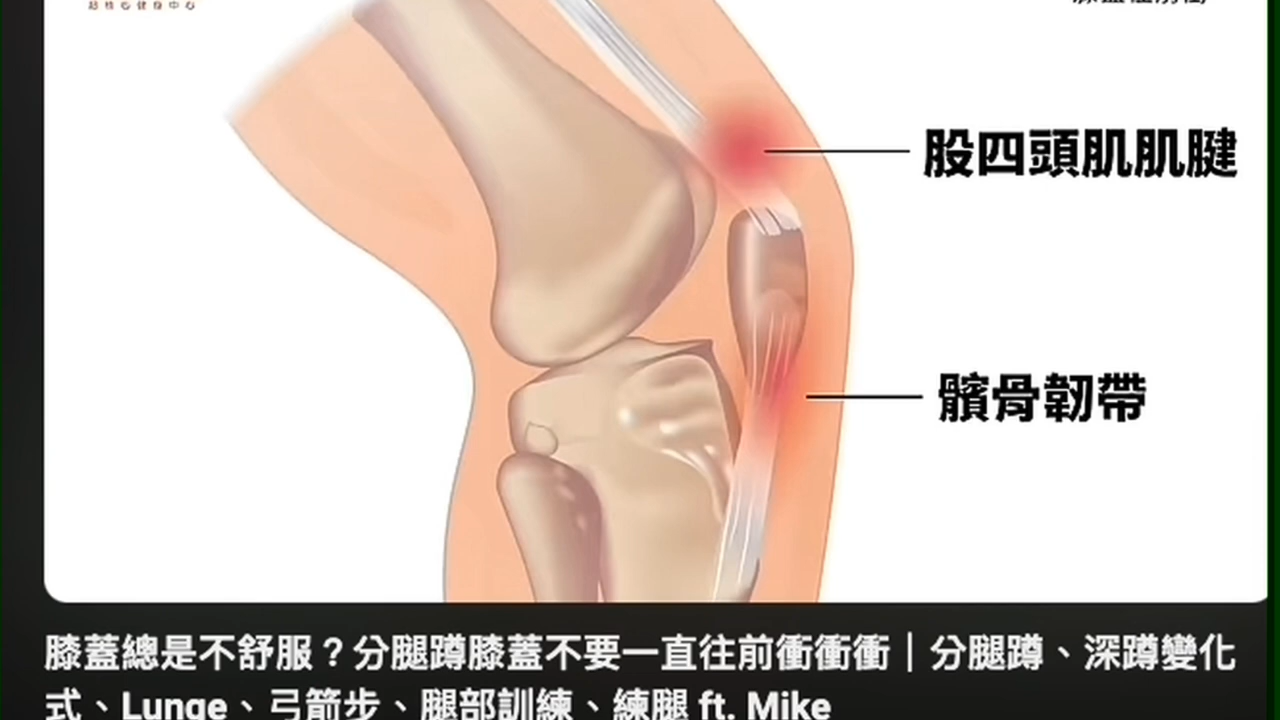 股四頭肌肌腱
髕骨韌帶
膝蓋總是不舒服？分腿蹲膝蓋不要一直往前衝衝衝｜分腿蹲、深蹲變化
式、Lunge、弓箭步、腿部訓練、練腿 ft. Mike